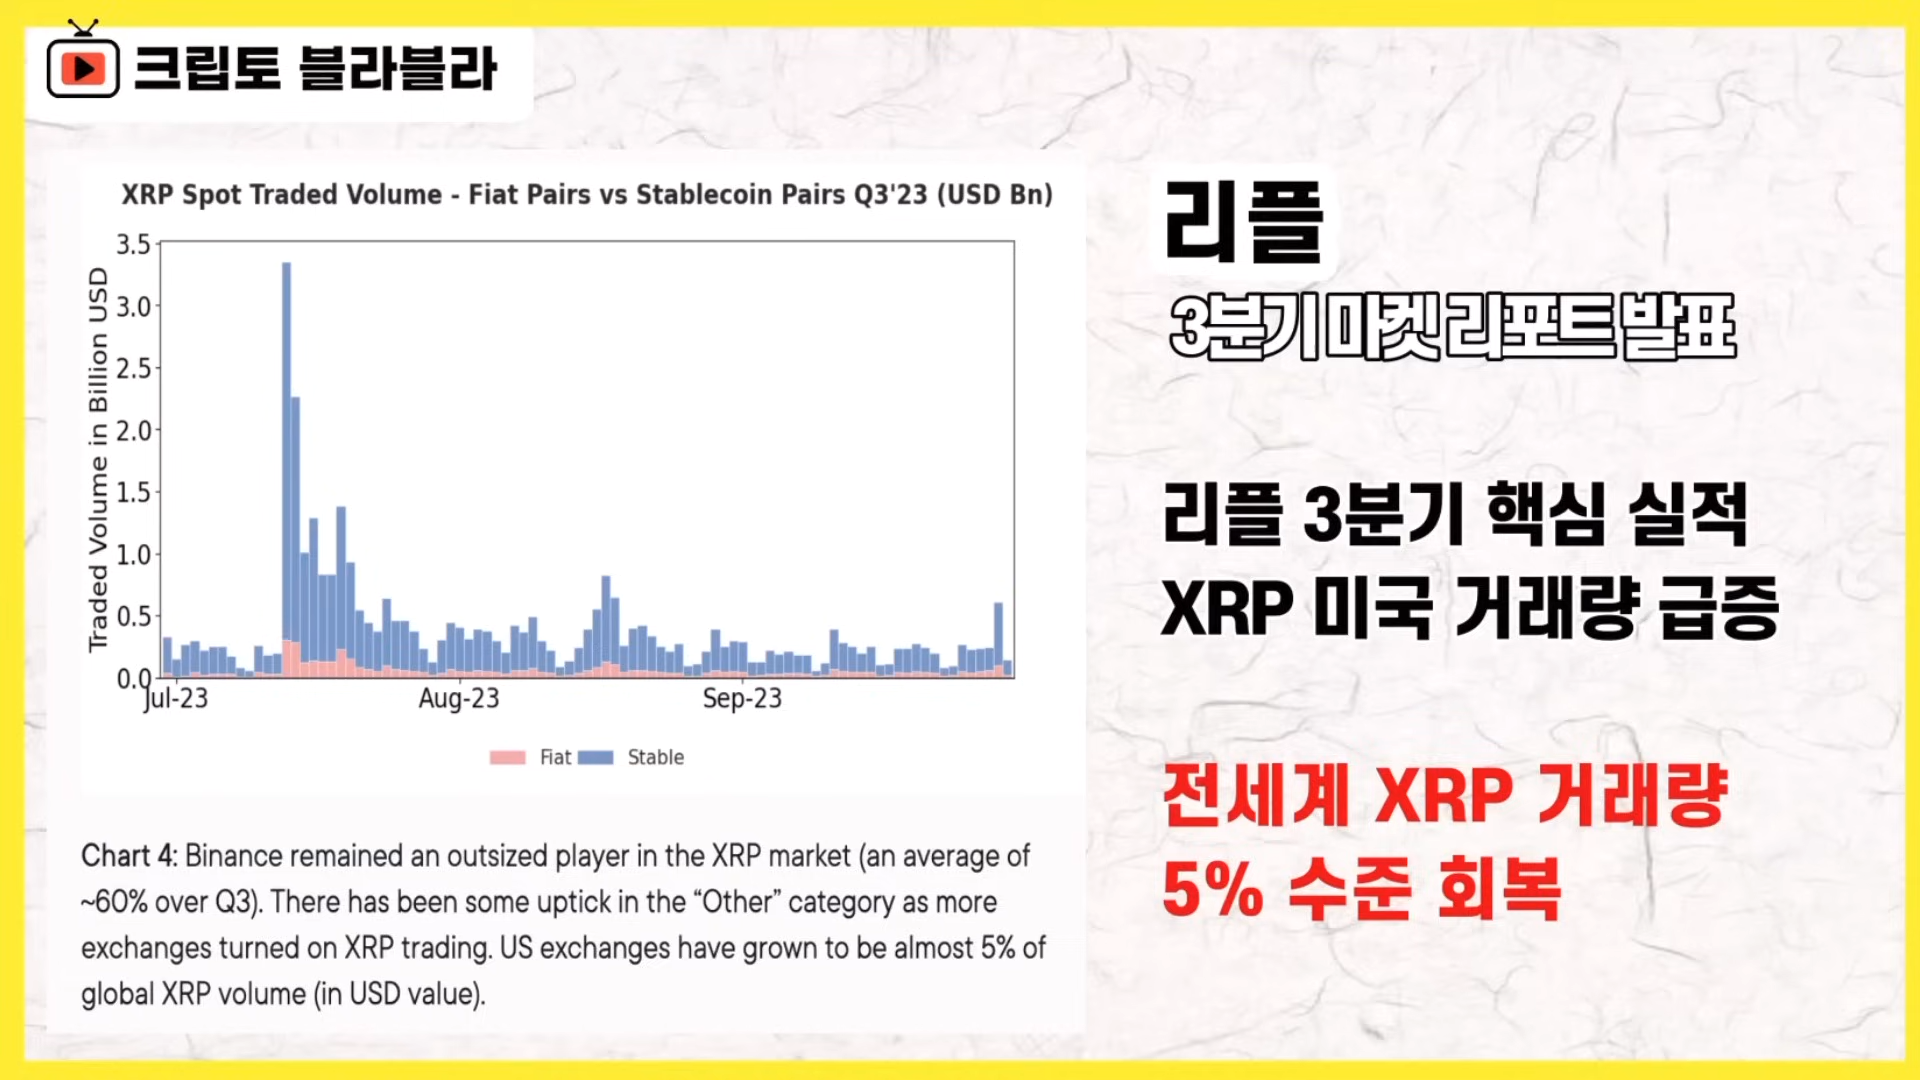 크립토 블라블라
XRP Spot Traded Volume - Fiat Pairs vs Stablecoin Pairs Q3'23 (USD Bn)
Traded Volume in Billion USD
3.5
3.0
2.5
2.0
1.5
1.0
0.5
0.0
Jul-23 Aug-23 Sep-23
Fiat Stable
Chart 4: Binance remained an outsized player in the XRP market (an average of
~60% over Q3). There has been some uptick in the “Other” category as more
exchanges turned on XRP trading. US exchanges have grown to be almost 5% of
global XRP volume (in USD value).
리플
3분기 마켓 리포트 발표
리플 3분기 핵심 실적
XRP 미국 거래량 급증
전세계 XRP 거래량
5% 수준 회복